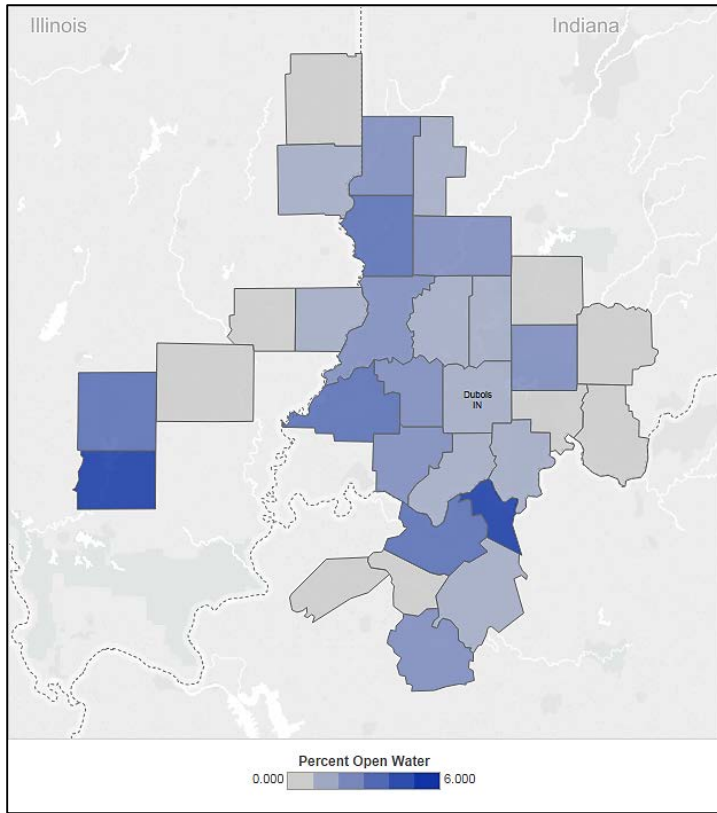 Illinois Indiana
Dubois
IN
Percent Open Water
0.000 6.000